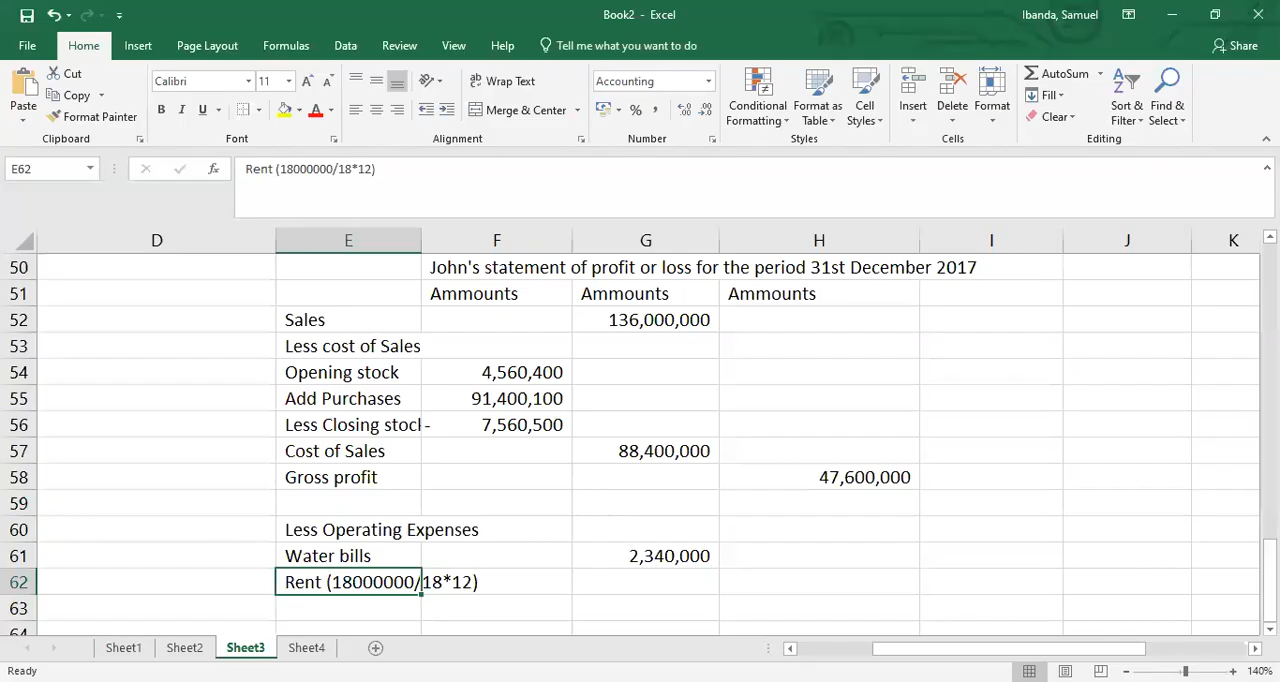 Book2 - Excel
Ibanda, Samuel
File Home Insert Page Layout Formulas Data Review View Help Tell me what you want to do Share
Paste
Cut
Copy
Format Painter
Clipboard
Calibri 11
A A
B I U A
Font
Wrap Text
Merge & Center
Alignment
Accounting
% , .00
Number
Conditional Formatting
Format as Table
Cell Styles
Styles
Insert Delete Format
Cells
AutoSum
Fill
Clear
Sort & Filter
Find & Select
Editing
E62 fx Rent (18000000/18*12)
D E F G H I J K
50 John's statement of profit or loss for the period 31st December 2017
51 Ammounts Ammounts Ammounts
52 Sales 136,000,000
53 Less cost of Sales
54 Opening stock 4,560,400
55 Add Purchases 91,400,100
56 Less Closing stocl - 7,560,500
57 Cost of Sales 88,400,000
58 Gross profit 47,600,000
59
60 Less Operating Expenses
61 Water bills 2,340,000
62 Rent (18000000/18*12)
63
64
Sheet1 Sheet2 Sheet3 Sheet4
Ready 140%